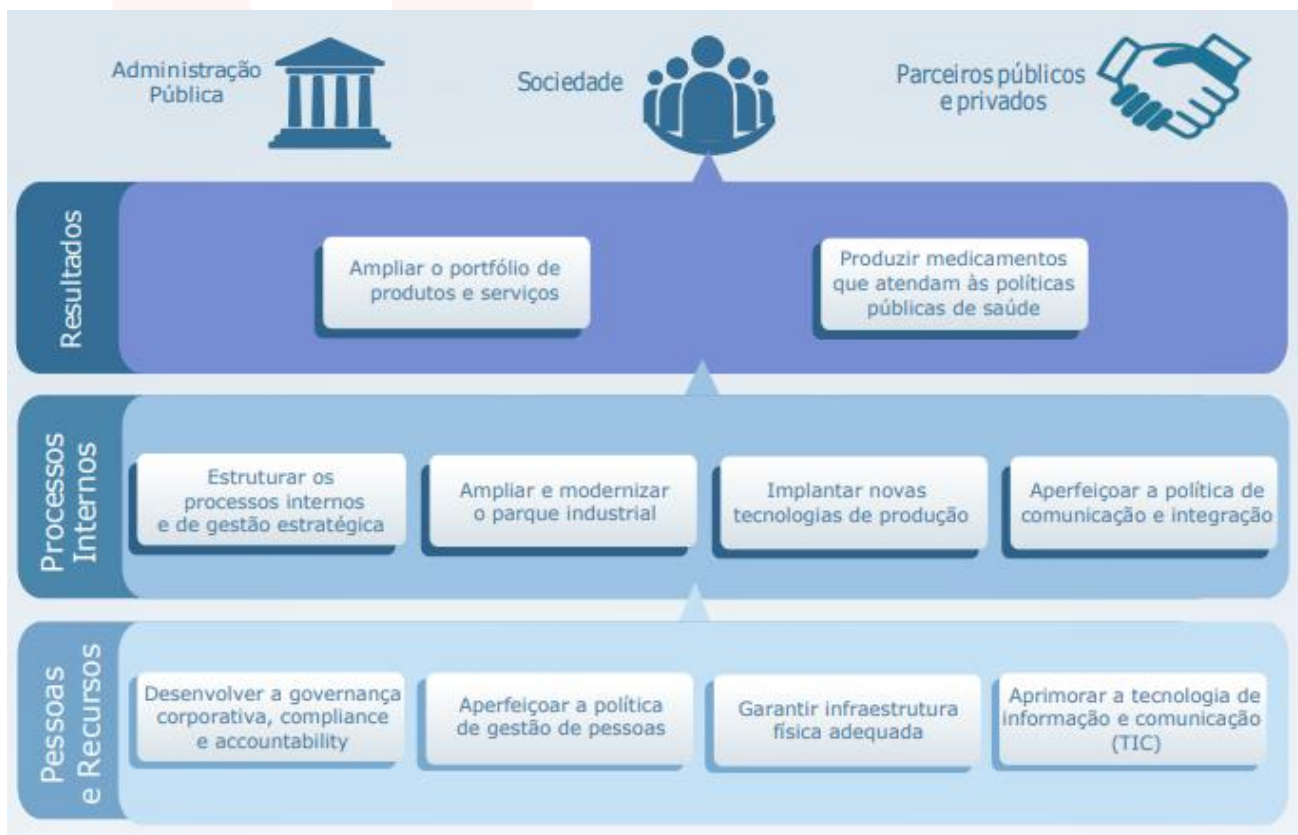 Administração
Pública
Sociedade
Parceiros públicos
e privados
Resultados
Ampliar o portfólio de
produtos e serviços
Produzir medicamentos
que atendam às políticas
públicas de saúde
Processos
Internos
Estruturar os
processos internos
e de gestão estratégica
Ampliar e modernizar
o parque industrial
Implantar novas
tecnologias de produção
Aperfeiçoar a política de
comunicação e integração
Pessoas
e Recursos
Desenvolver a governança
corporativa, compliance
e accountability
Aperfeiçoar a política
de gestão de pessoas
Garantir infraestrutura
física adequada
Aprimorar a tecnologia de
informação e comunicação
(TIC)